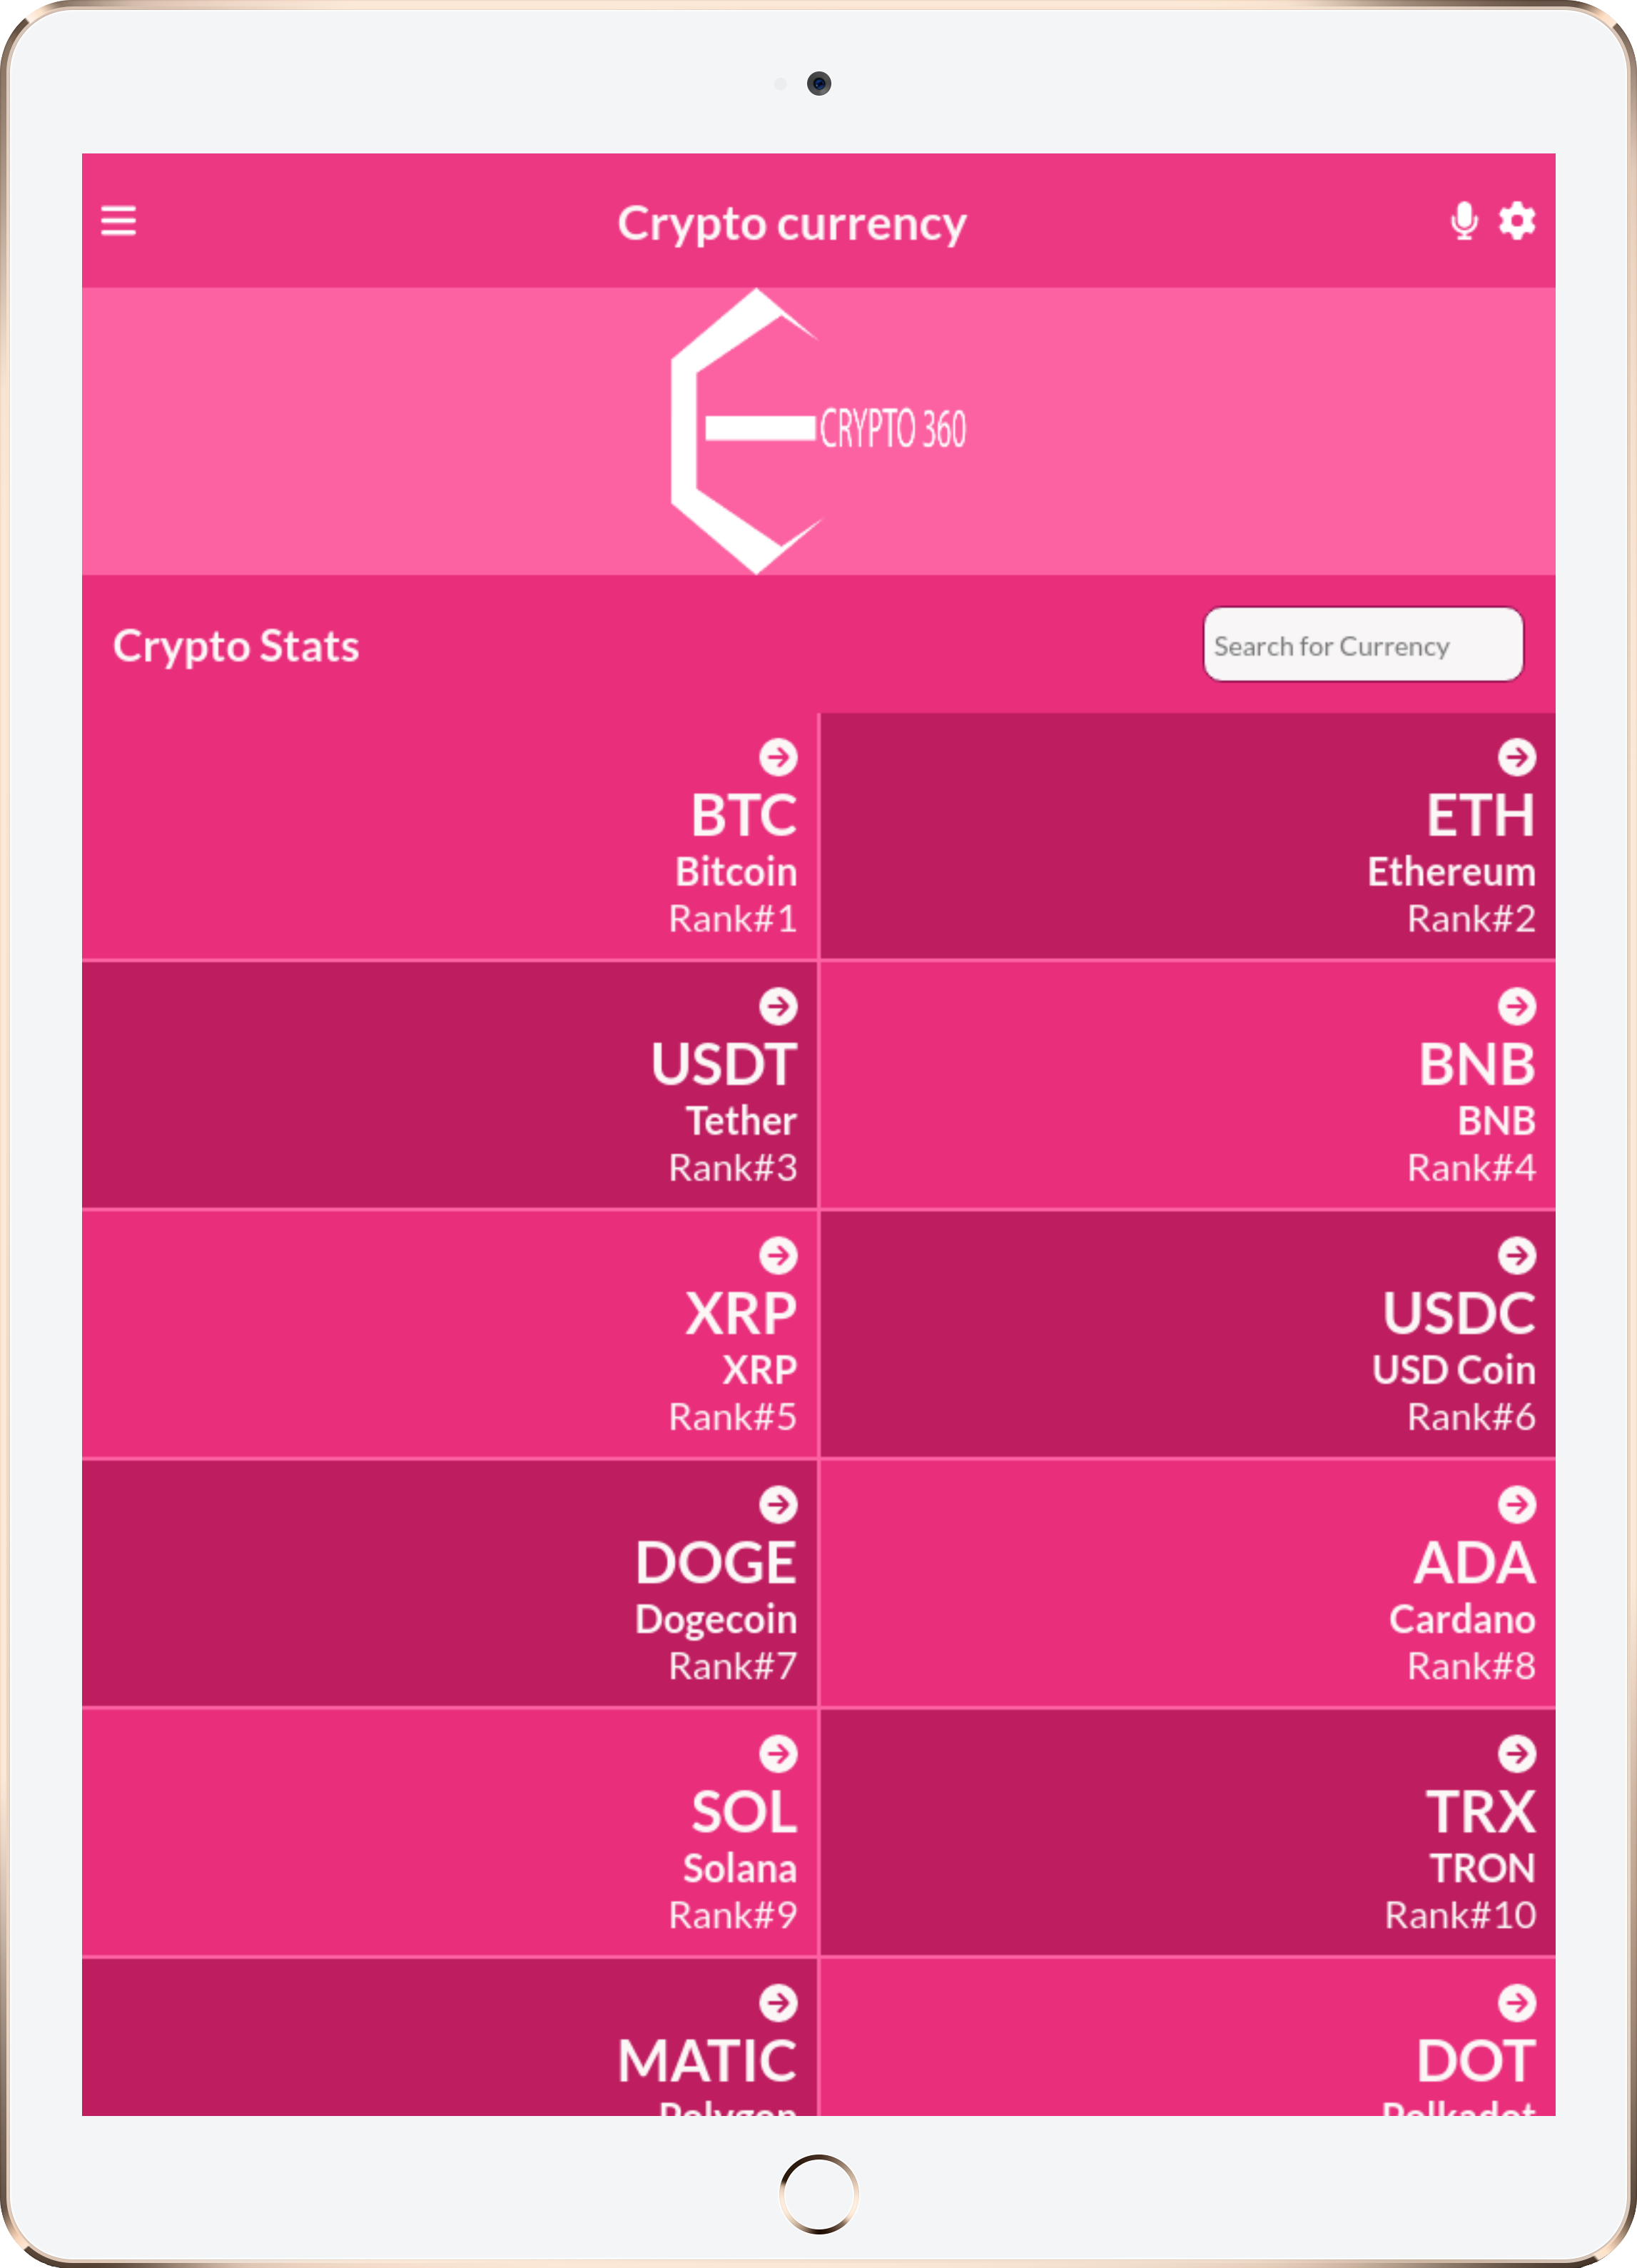 Crypto currency
CRYPTO 360
Crypto Stats
Search for Currency
BTC
Bitcoin
Rank#1
ETH
Ethereum
Rank#2
USDT
Tether
Rank#3
BNB
BNB
Rank#4
XRP
XRP
Rank#5
USDC
USD Coin
Rank#6
DOGE
Dogecoin
Rank#7
ADA
Cardano
Rank#8
SOL
Solana
Rank#9
TRX
TRON
Rank#10
MATIC
Polygon
DOT
Polkadot